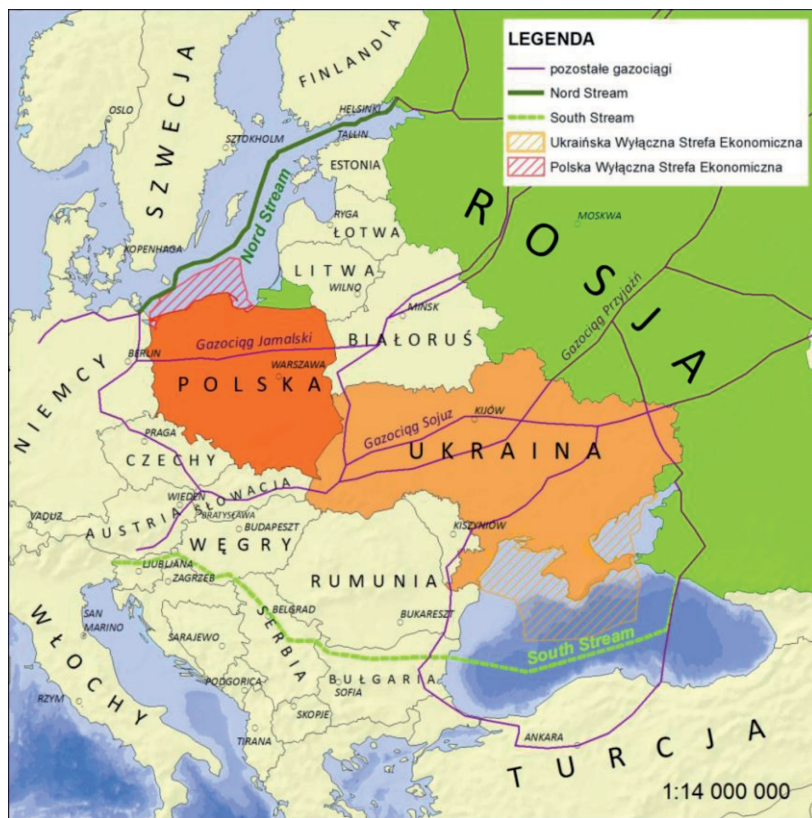 LEGENDA
pozostałe gazociągi
Nord Stream
South Stream
Ukraińska Wyłączna Strefa Ekonomiczna
Polska Wyłączna Strefa Ekonomiczna
FINLANDIA
SZWECJA
OSLO
HELSINKI
SZTOKHOLM
TALLIN
ESTONIA
Nord Stream
RYGA
ŁOTWA
ROSJA
MOSKWA
KOPENHAGA
LITWA
WILNO
MIŃSK
BIAŁORUŚ
Gazociąg Przyjaźń
Gazociąg Jamalski
BERLIN
WARSZAWA
POLSKA
NIEMCY
Gazociąg Sojuz
KIJÓW
UKRAINA
PRAGA
CZECHY
SŁOWACJA
WIEDEŃ
BRATYSŁAWA
VADUZ
AUSTRIA
BUDAPESZT
WĘGRY
KISZYNIÓW
LJUBLJANA
ZAGRZEB
RUMUNIA
BELGRAD
SERBIA
BUKARESZT
SAN
MARINO
SARAJEWO
South Stream
WŁOCHY
PODGORICA
BUŁGARIA
SOFIA
RZYM
SKOPJE
TIRANA
ANKARA
TURCJA
1:14 000 000